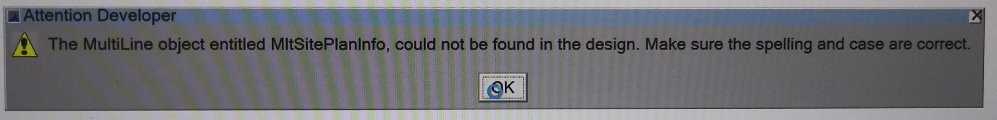 Attention Developer
The MultiLine object entitled MltSitePlanInfo, could not be found in the design. Make sure the spelling and case are correct.
OK